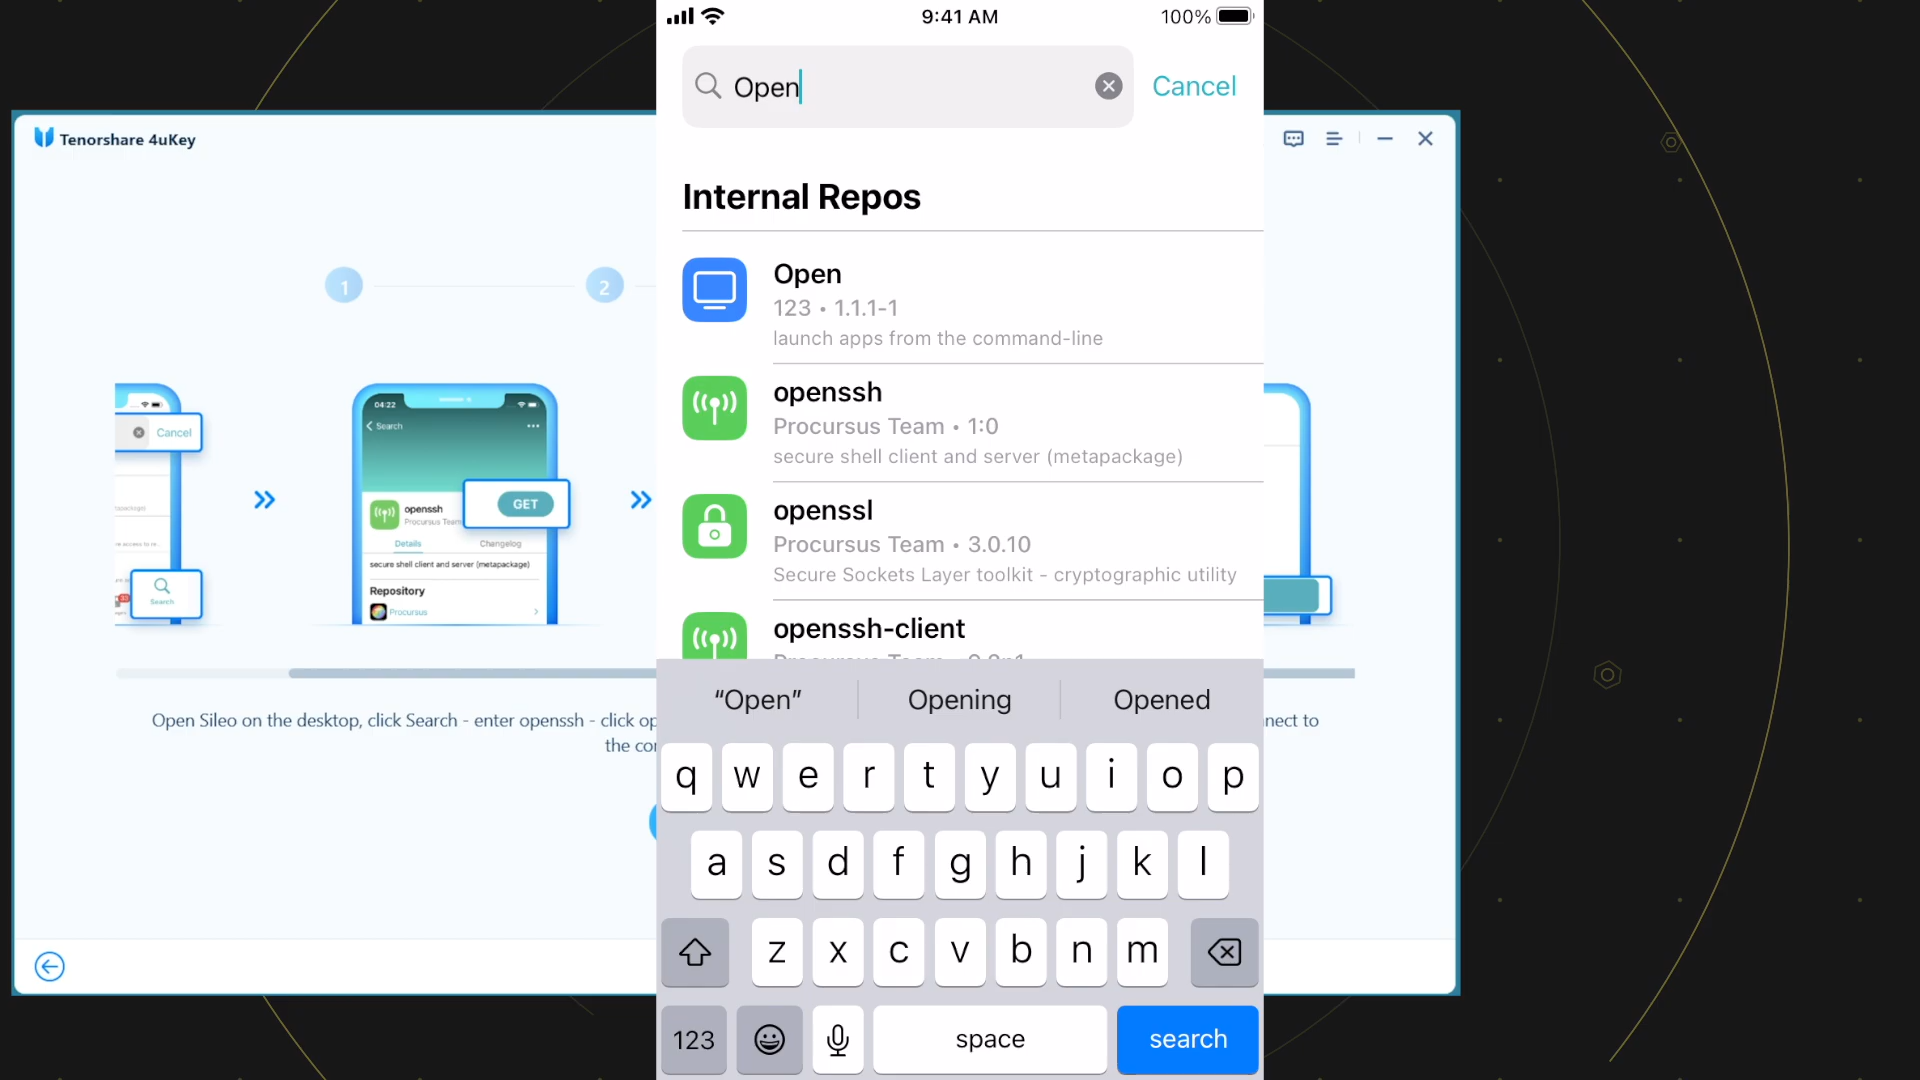 9:41 AM
100%
Open
Cancel
Tenorshare 4uKey
Internal Repos
Open
123 • 1.1.1-1
launch apps from the command-line
openssh
Procursus Team • 1:0
secure shell client and server (metapackage)
openssl
Procursus Team • 3.0.10
Secure Sockets Layer toolkit - cryptographic utility
openssh-client
1
2
Cancel
Search
04:22
Search
GET
openssh
Procursus Team
Details
Changelog
secure shell client and server (metapackage)
Repository
Procursus
Open Sileo on the desktop, click Search - enter openssh - click
the
to
“Open”
Opening
Opened
q w e r t y u i o p
a s d f g h j k l
z x c v b n m
123
space
search